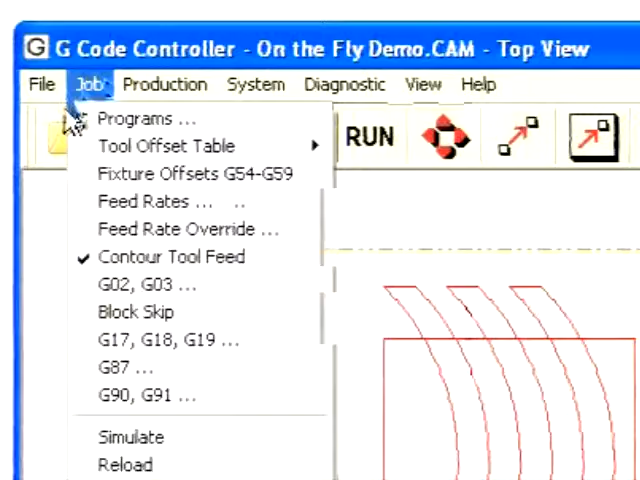 G G Code Controller - On the Fly Demo.CAM - Top View
File Job Production System Diagnostic View Help
RUN
Programs ...
Tool Offset Table
Fixture Offsets G54-G59
Feed Rates ...
Feed Rate Override ...
Contour Tool Feed
G02, G03 ...
Block Skip
G17, G18, G19 ...
G87 ...
G90, G91 ...
Simulate
Reload